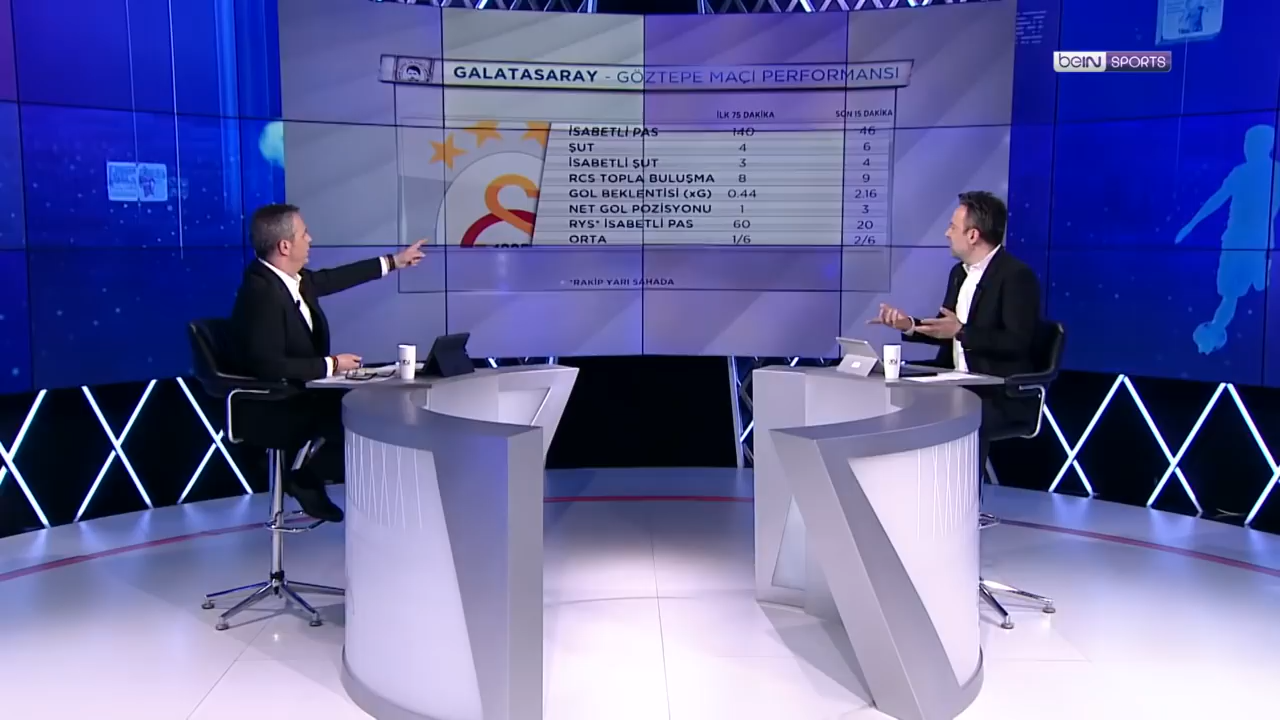 beIN SPORTS
GALATASARAY - GÖZTEPE MAÇI PERFORMANSI
İLK 75 DAKİKA SON 15 DAKİKA
İSABETLİ PAS 140 46
ŞUT 4 6
İSABETLİ ŞUT 3 4
RCS TOPLA BULUŞMA 8 9
GOL BEKLENTİSİ (xG) 0.44 2.16
NET GOL POZİSYONU 1 3
RYS* İSABETLİ PAS 60 20
ORTA 1/6 2/6
*RAKİP YARI SAHADA